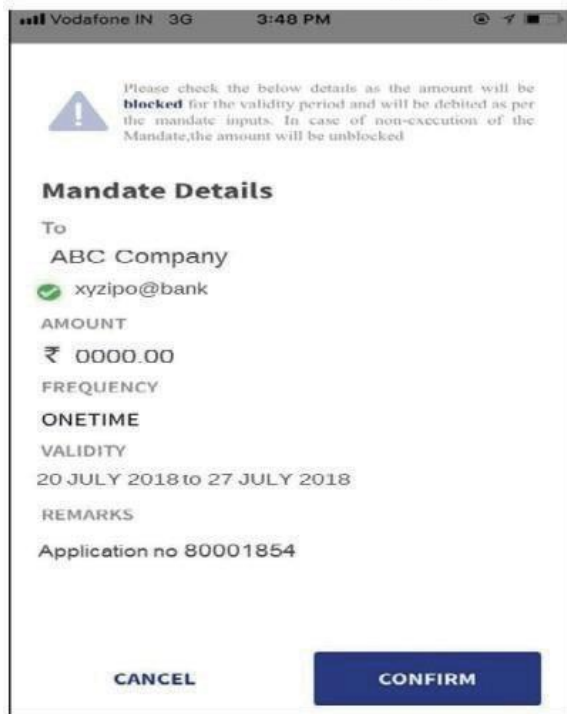 Vodafone IN 3G 3:48 PM
Please check the below details as the amount will be
blocked for the validity period and will be debited as per
the mandate inputs. In case of non-execution of the
Mandate,the amount will be unblocked
Mandate Details
To
ABC Company
xyzipo@bank
AMOUNT
₹ 0000.00
FREQUENCY
ONETIME
VALIDITY
20 JULY 2018 to 27 JULY 2018
REMARKS
Application no 80001854
CANCEL CONFIRM